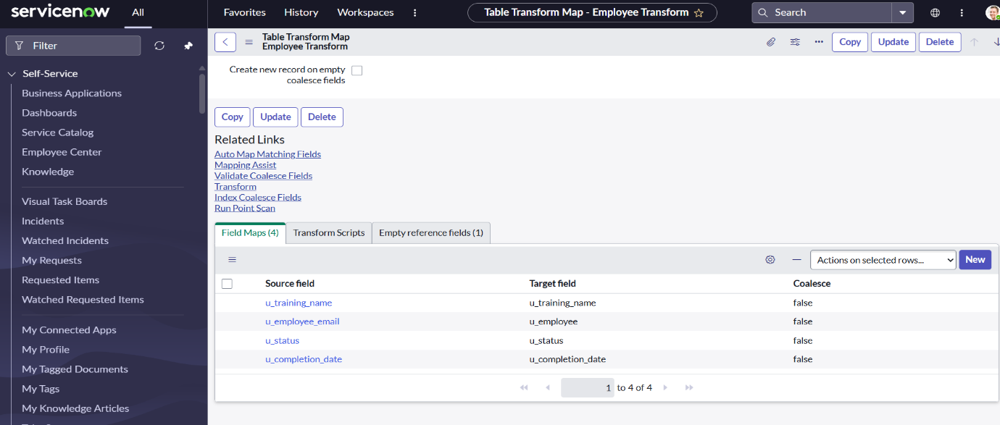 servicenow
All
Favorites
History
Workspaces
Table Transform Map - Employee Transform
Search
Filter
Self-Service
Business Applications
Dashboards
Service Catalog
Employee Center
Knowledge
Visual Task Boards
Incidents
Watched Incidents
My Requests
Requested Items
Watched Requested Items
My Connected Apps
My Profile
My Tagged Documents
My Tags
My Knowledge Articles
Table Transform Map
Employee Transform
Copy Update Delete
Create new record on empty
coalesce fields
Copy Update Delete
Related Links
Auto Map Matching Fields
Mapping Assist
Validate Coalesce Fields
Transform
Index Coalesce Fields
Run Point Scan
Field Maps (4) Transform Scripts Empty reference fields (1)
Actions on selected rows... New
Source field Target field Coalesce
u_training_name u_training_name false
u_employee_email u_employee false
u_status u_status false
u_completion_date u_completion_date false
1 to 4 of 4